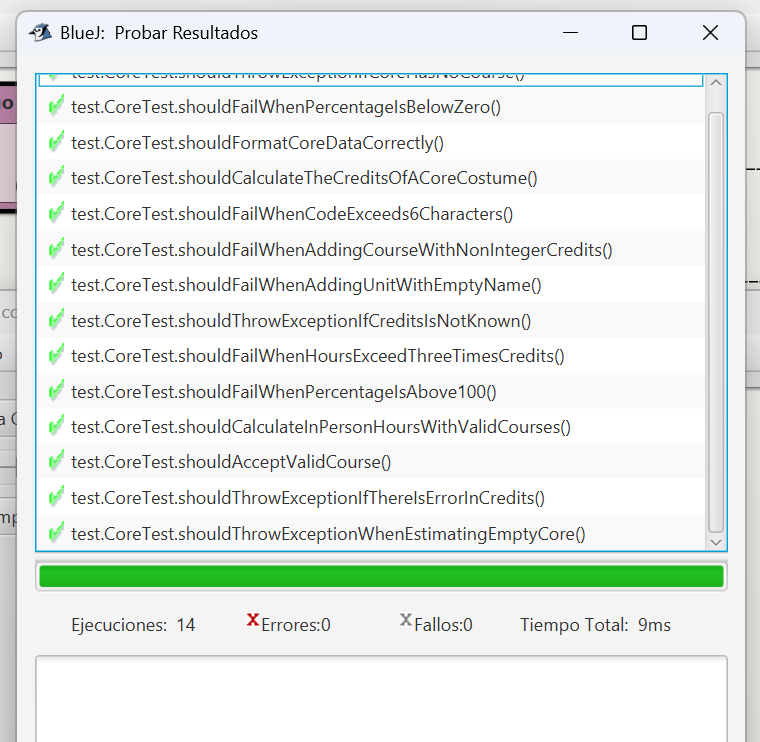 BlueJ: Probar Resultados
test.CoreTest.shouldThrowExceptionIfCoreHasNoCourse()
test.CoreTest.shouldFailWhenPercentageIsBelowZero()
test.CoreTest.shouldFormatCoreDataCorrectly()
test.CoreTest.shouldCalculateTheCreditsOfACoreCostume()
test.CoreTest.shouldFailWhenCodeExceeds6Characters()
test.CoreTest.shouldFailWhenAddingCourseWithNonIntegerCredits()
test.CoreTest.shouldFailWhenAddingUnitWithEmptyName()
test.CoreTest.shouldThrowExceptionIfCreditsIsNotKnown()
test.CoreTest.shouldFailWhenHoursExceedThreeTimesCredits()
test.CoreTest.shouldFailWhenPercentageIsAbove100()
test.CoreTest.shouldCalculateInPersonHoursWithValidCourses()
test.CoreTest.shouldAcceptValidCourse()
test.CoreTest.shouldThrowExceptionIfThereIsErrorInCredits()
test.CoreTest.shouldThrowExceptionWhenEstimatingEmptyCore()
Ejecuciones: 14 X Errores:0 X Fallos:0 Tiempo Total: 9ms